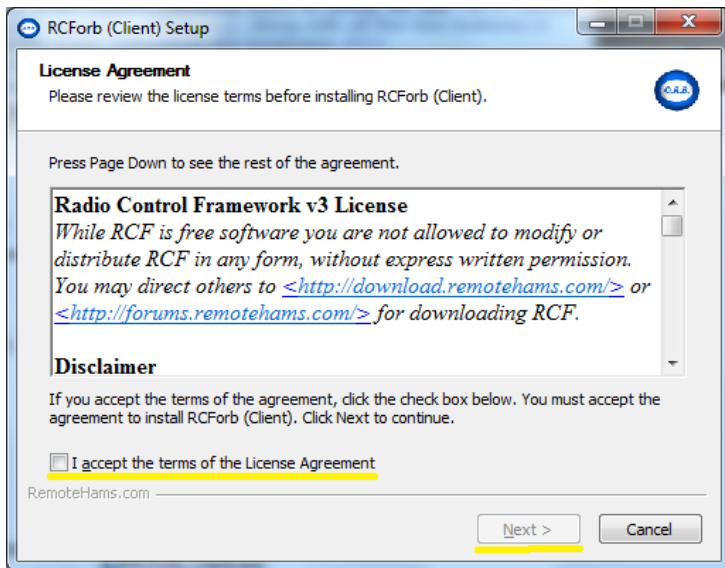 RCForb (Client) Setup
License Agreement
Please review the license terms before installing RCForb (Client).
O.R.B.
Press Page Down to see the rest of the agreement.
Radio Control Framework v3 License
While RCF is free software you are not allowed to modify or
distribute RCF in any form, without express written permission.
You may direct others to <http://download.remotehams.com/> or
<http://forums.remotehams.com/> for downloading RCF.
Disclaimer
If you accept the terms of the agreement, click the check box below. You must accept the
agreement to install RCForb (Client). Click Next to continue.
I accept the terms of the License Agreement
RemoteHams.com
Next >
Cancel